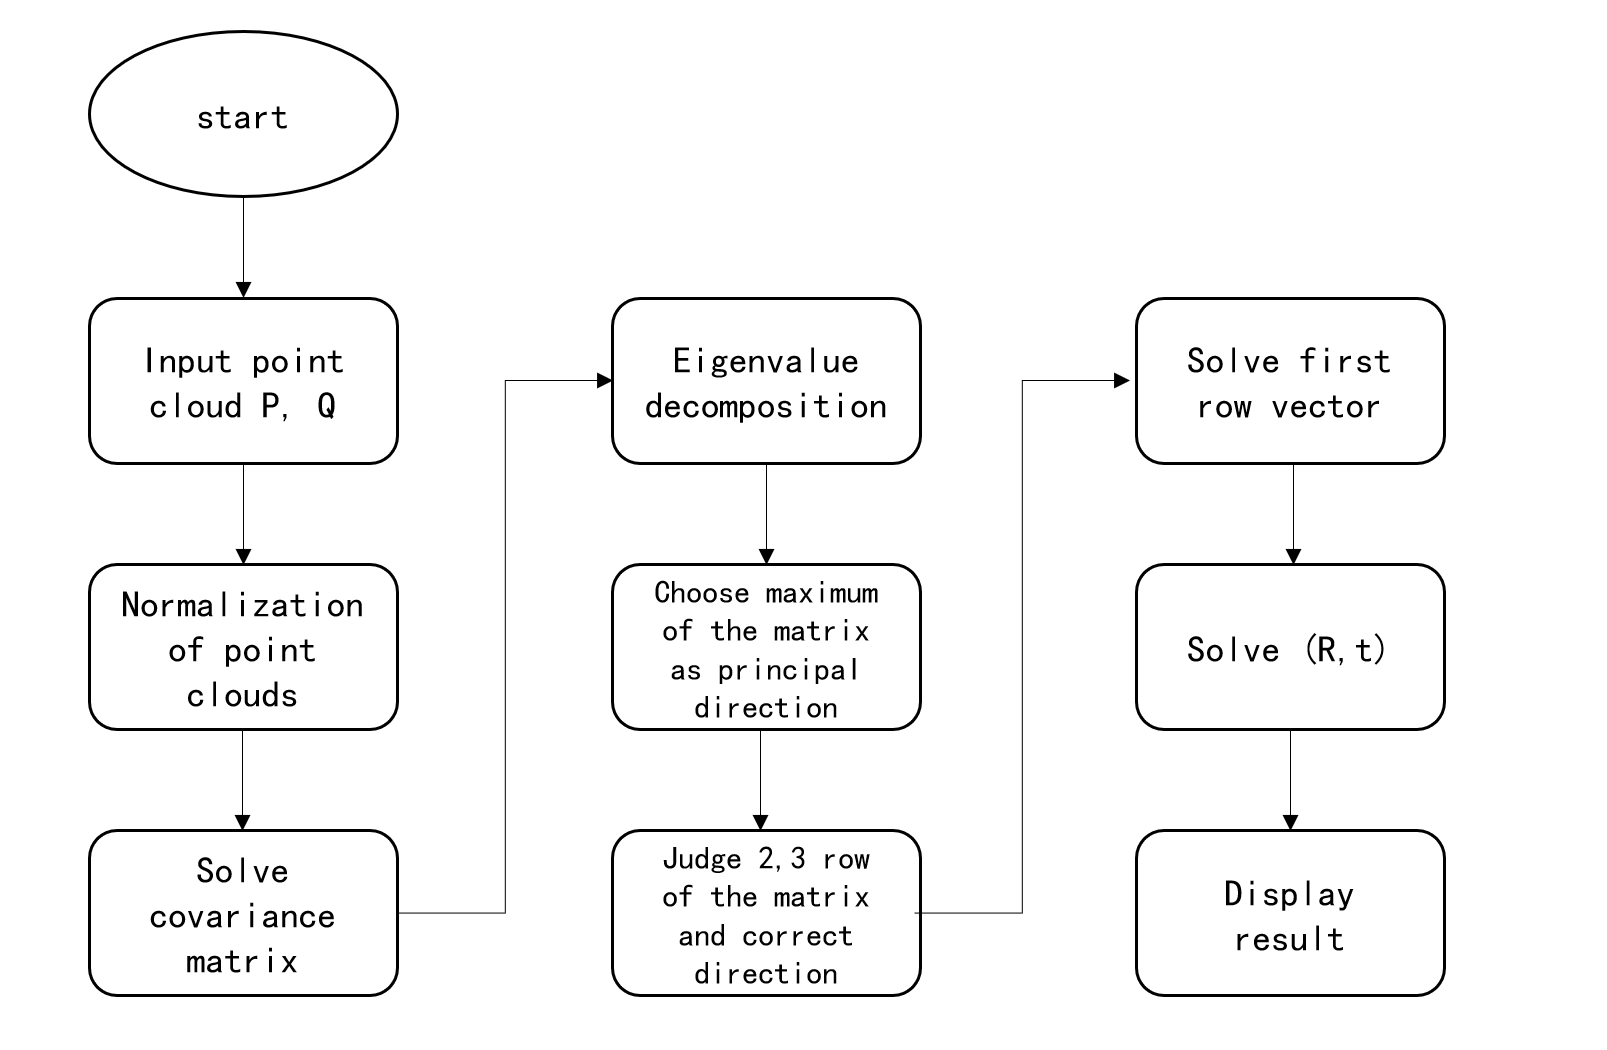 start
Input point
cloud P, Q
Normalization
of point
clouds
Solve
covariance
matrix
Eigenvalue
decomposition
Choose maximum
of the matrix
as principal
direction
Judge 2,3 row
of the matrix
and correct
direction
Solve first
row vector
Solve (R,t)
Display
result